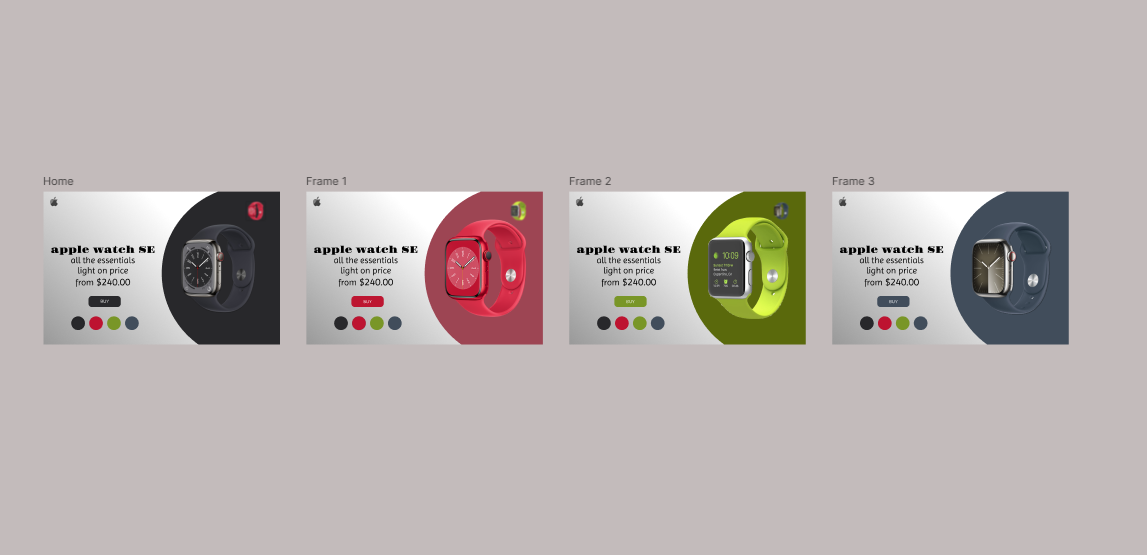 Home
Frame 1
Frame 2
Frame 3
apple watch SE
all the essentials
light on price
from $240.00
BUY
apple watch SE
all the essentials
light on price
from $240.00
BUY
apple watch SE
all the essentials
light on price
from $240.00
BUY
10:09
apple watch SE
all the essentials
light on price
from $240.00
BUY